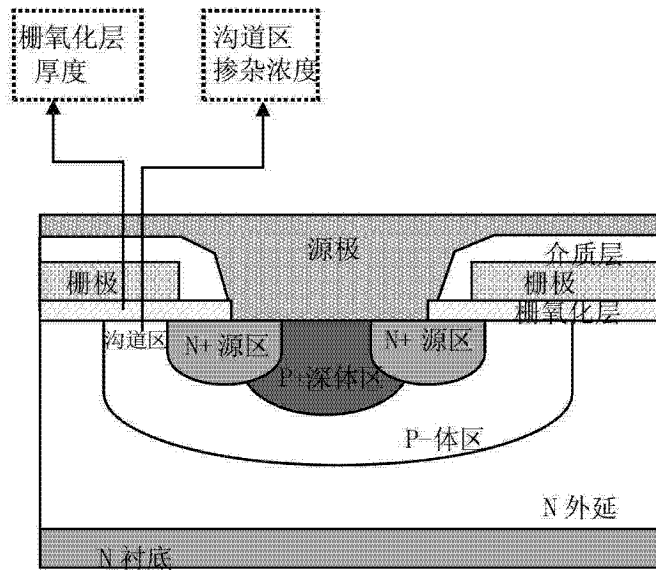 栅氧化层
厚度
沟道区
掺杂浓度
源极
介质层
栅极
栅极
栅氧化层
沟道区
N+ 源区
N+ 源区
P+深体区
P-体区
N 外延
N 衬底